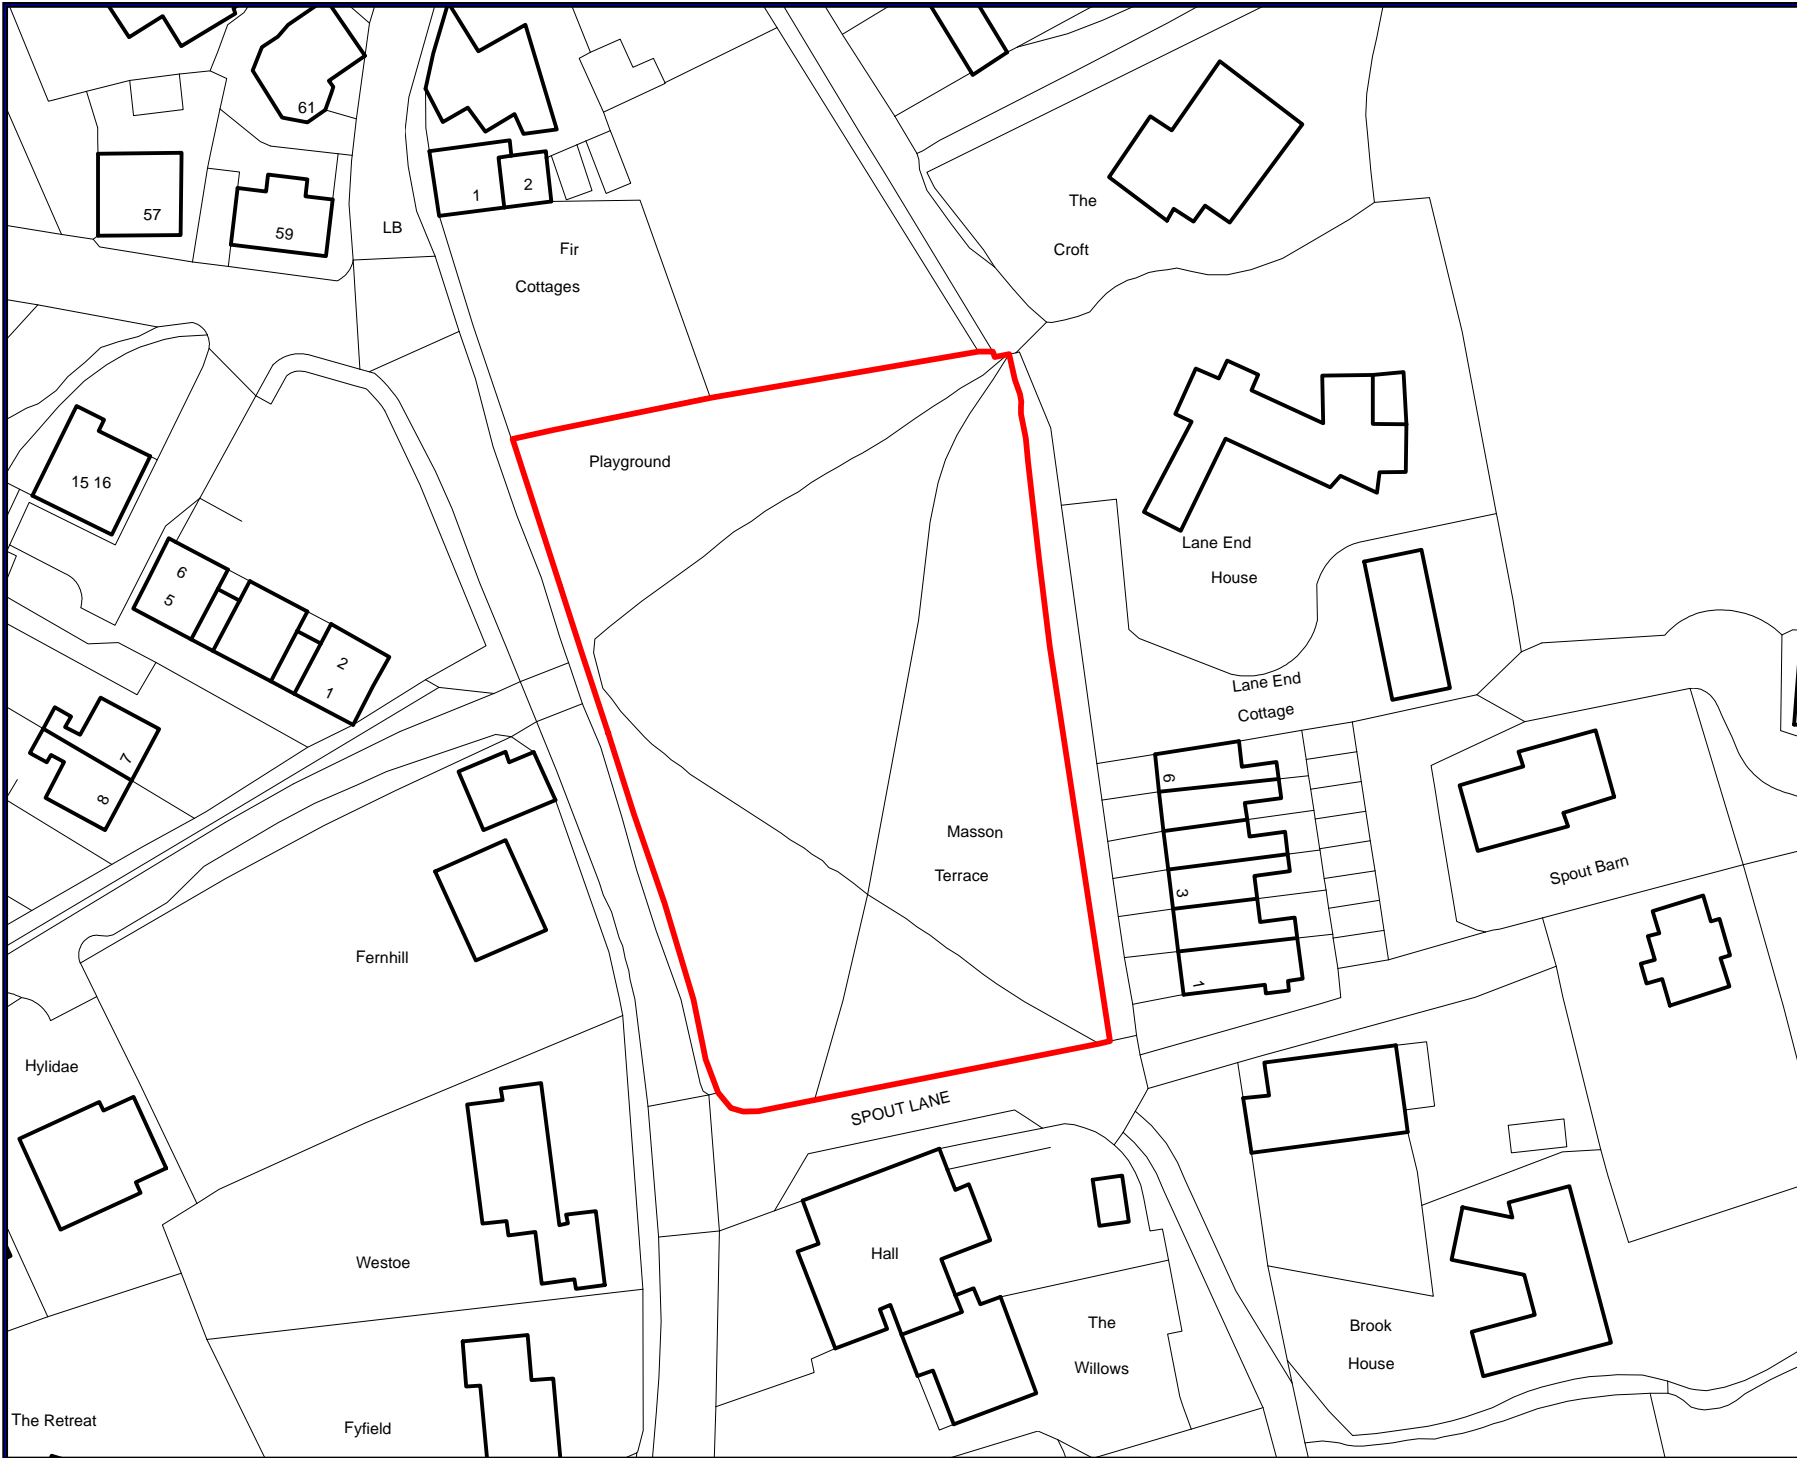 61
57
59
LB
1
2
Fir
Cottages
The
Croft
Playground
15 16
6
5
2
1
Lane End
House
Lane End
Cottage
7
8
6
3
1
Masson
Terrace
Spout Barn
Fernhill
Hylidae
SPOUT LANE
Westoe
Hall
The
Willows
Brook
House
The Retreat
Fyfield